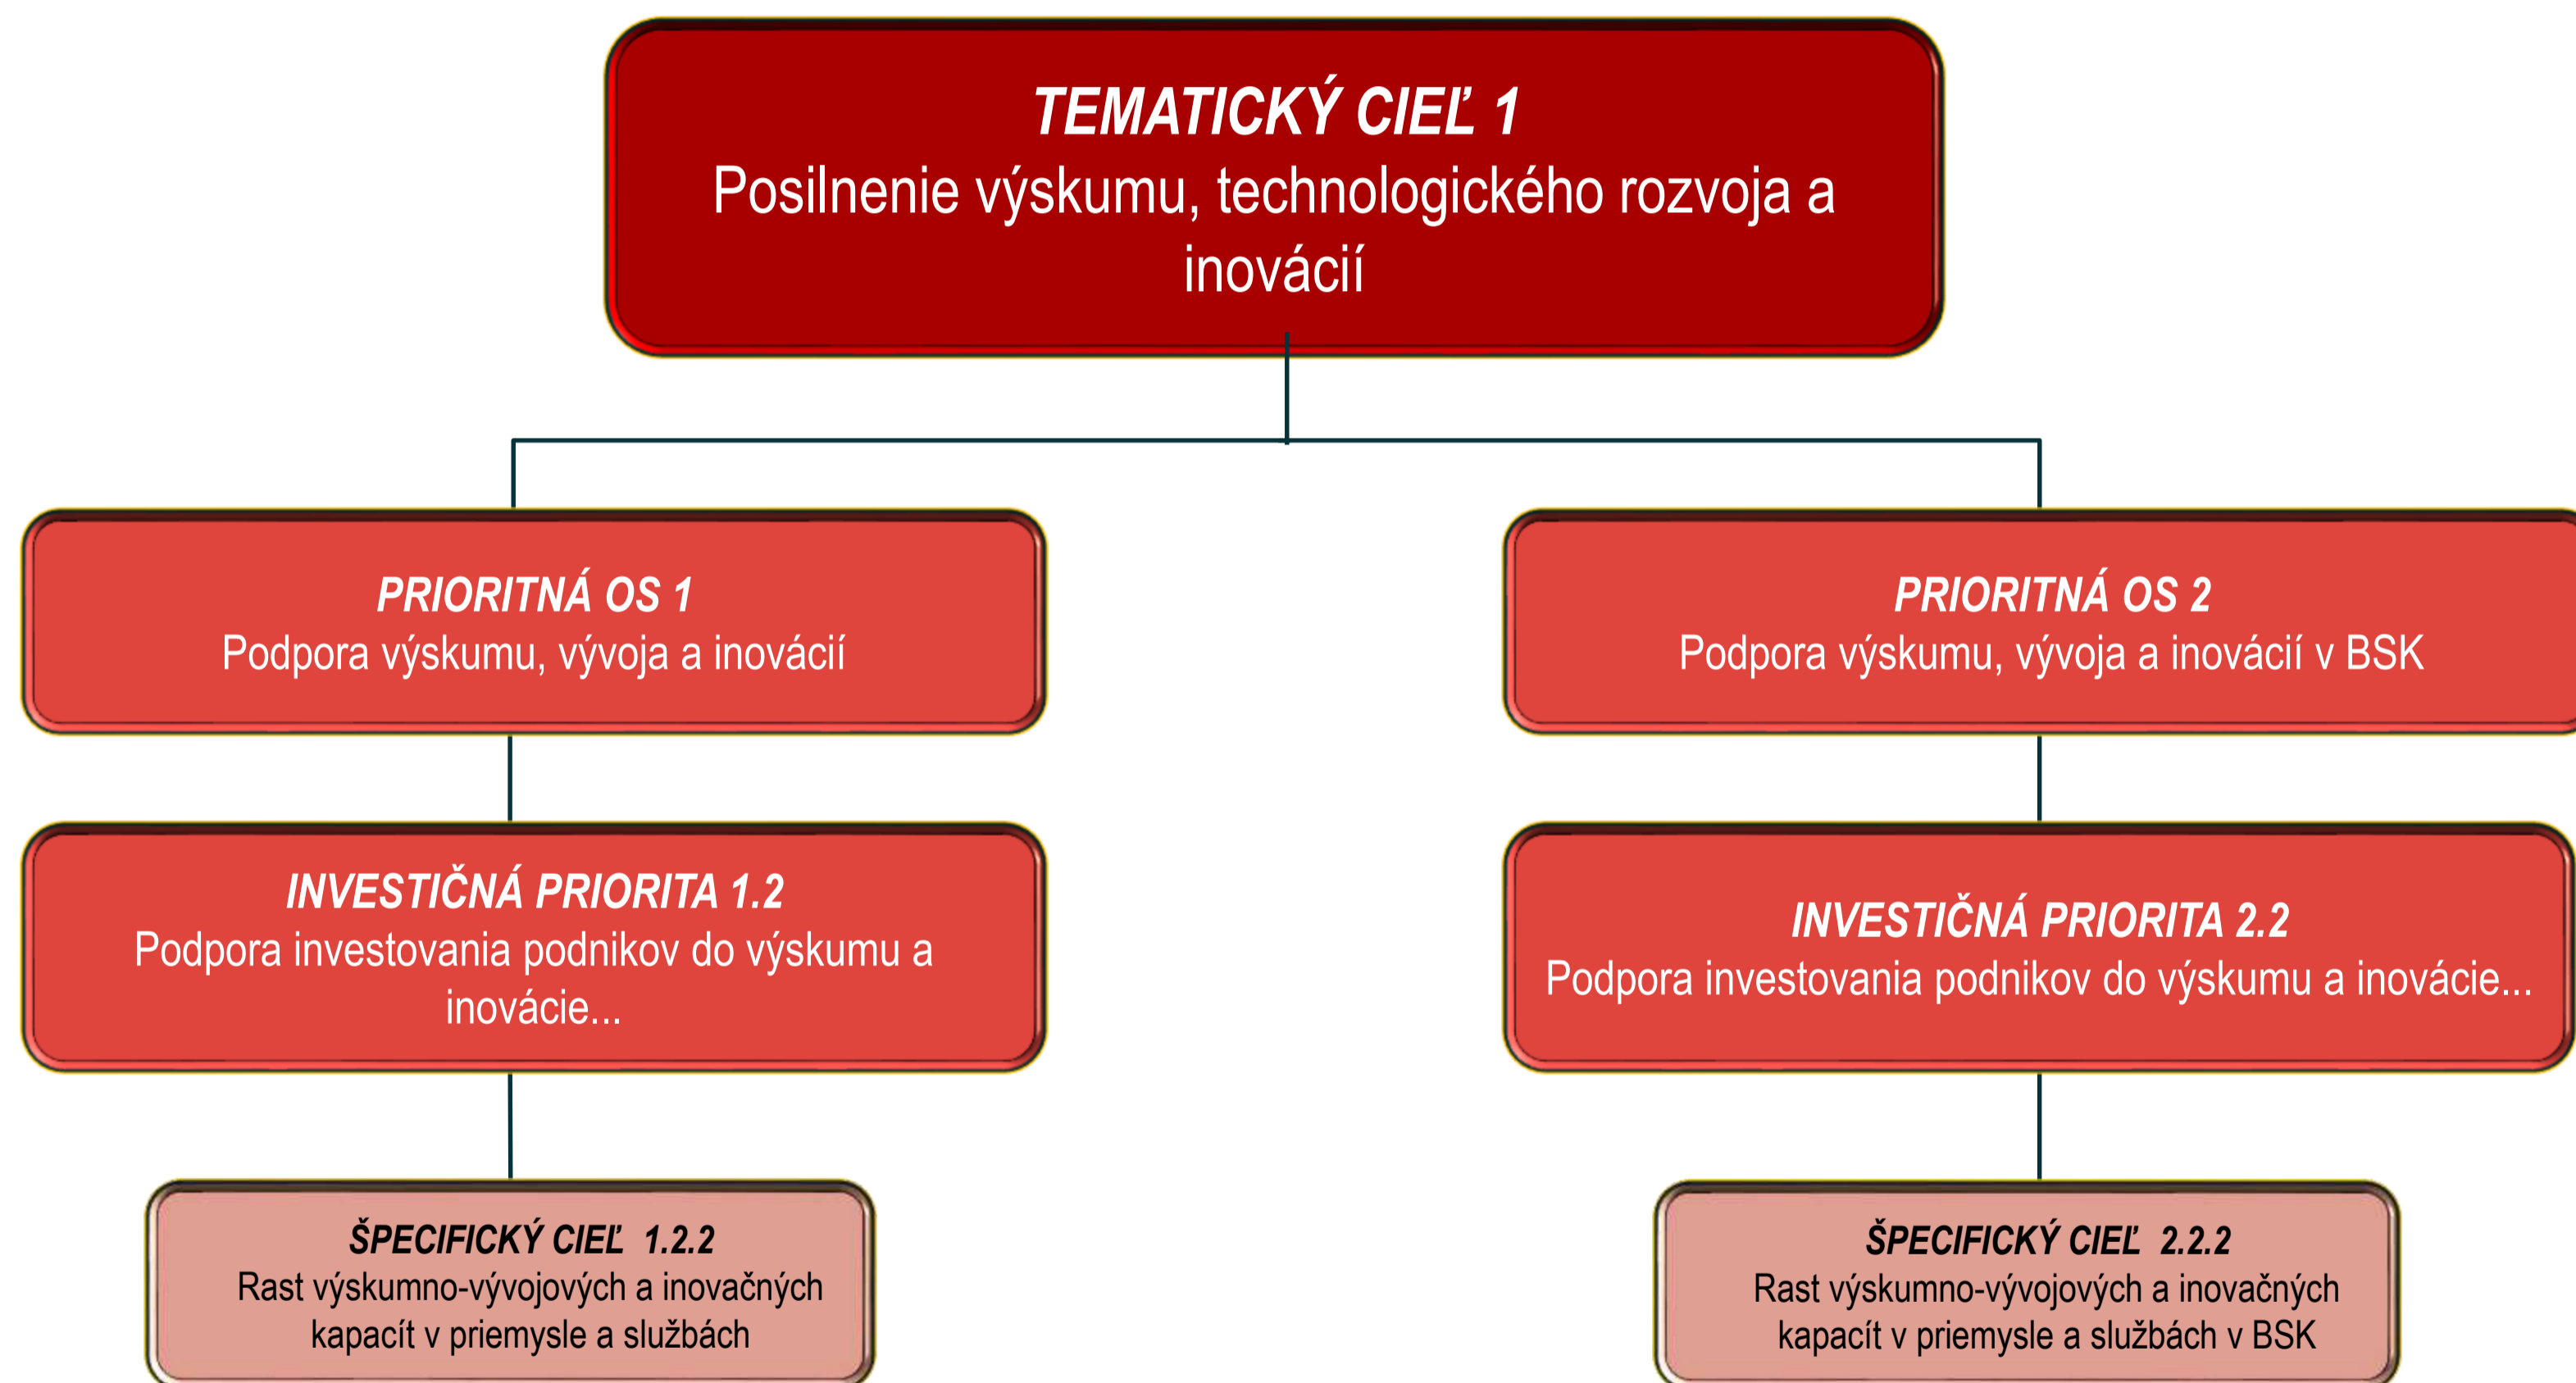 TEMATICKÝ CIEĽ 1
Posilnenie výskumu, technologického rozvoja a
inovácií
PRIORITNÁ OS 1
Podpora výskumu, vývoja a inovácií
PRIORITNÁ OS 2
Podpora výskumu, vývoja a inovácií v BSK
INVESTIČNÁ PRIORITA 1.2
Podpora investovania podnikov do výskumu a
inovácie...
INVESTIČNÁ PRIORITA 2.2
Podpora investovania podnikov do výskumu a inovácie...
ŠPECIFICKÝ CIEĽ 1.2.2
Rast výskumno-vývojových a inovačných
kapacít v priemysle a službách
ŠPECIFICKÝ CIEĽ 2.2.2
Rast výskumno-vývojových a inovačných
kapacít v priemysle a službách v BSK